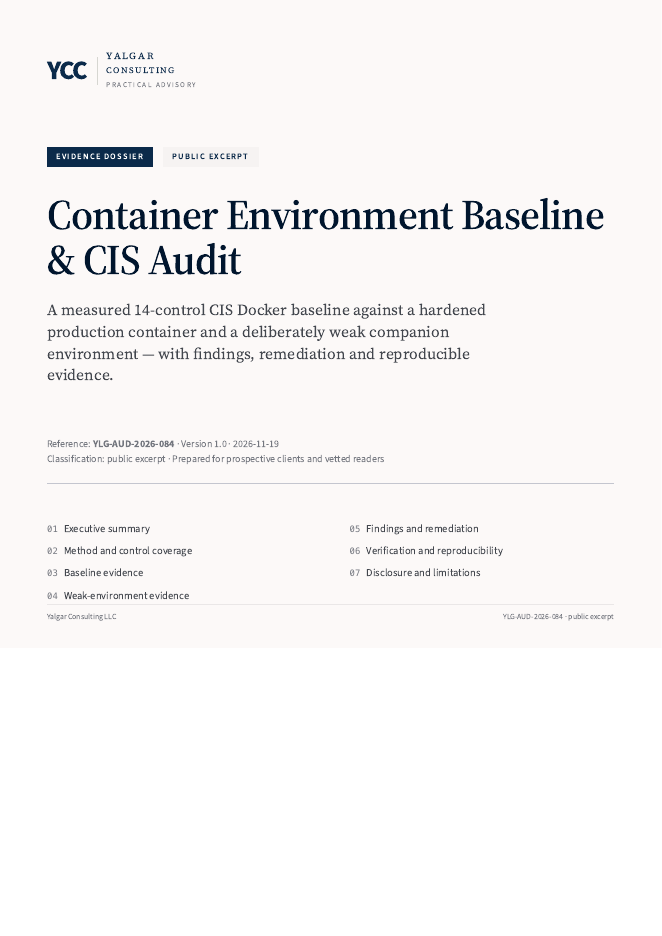 YCC
YALGAR
CONSULTING
PRACTICAL ADVISORY
EVIDENCE DOSSIER
PUBLIC EXCERPT
Container Environment Baseline
& CIS Audit
A measured 14-control CIS Docker baseline against a hardened
production container and a deliberately weak companion
environment — with findings, remediation and reproducible
evidence.
Reference: YLG-AUD-2026-084 · Version 1.0 · 2026-11-19
Classification: public excerpt · Prepared for prospective clients and vetted readers
01 Executive summary
02 Method and control coverage
03 Baseline evidence
04 Weak-environment evidence
05 Findings and remediation
06 Verification and reproducibility
07 Disclosure and limitations
Yalgar Consulting LLC
YLG-AUD-2026-084 · public excerpt